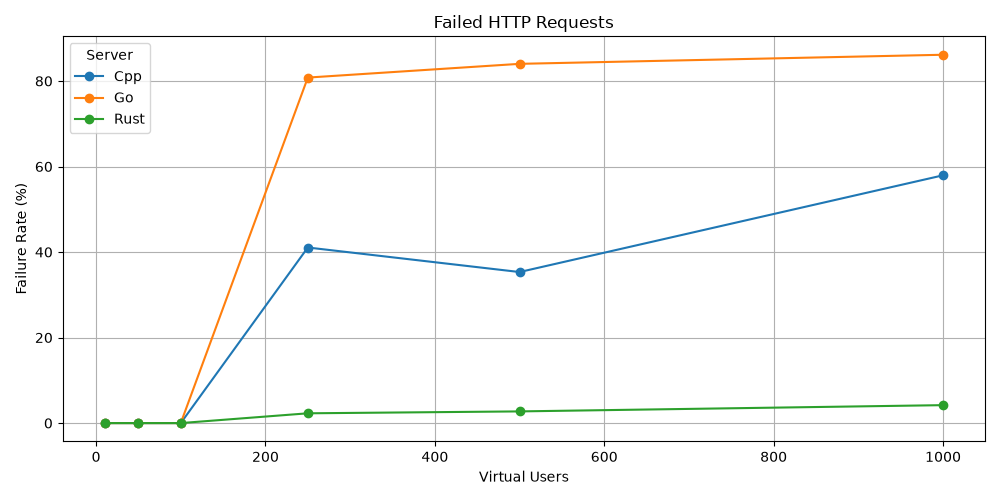 Failed HTTP Requests
Server
Cpp
Go
Rust
Failure Rate (%)
80
60
40
20
0
0 200 400 600 800 1000
Virtual Users